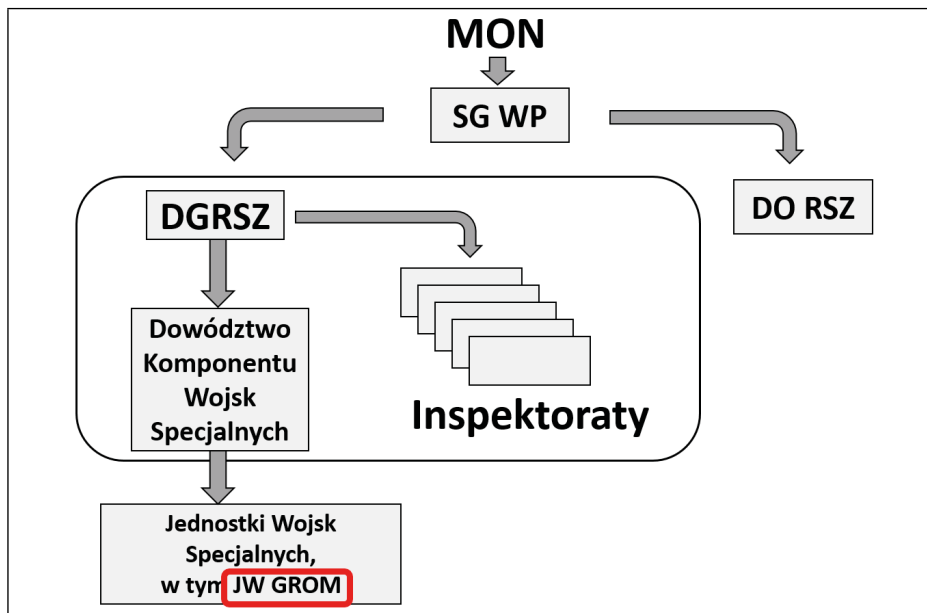 MON
SG WP
DGRSZ
DO RSZ
Dowództwo
Komponentu
Wojsk
Specjalnych
Inspektoraty
Jednostki Wojsk
Specjalnych,
w tym JW GROM